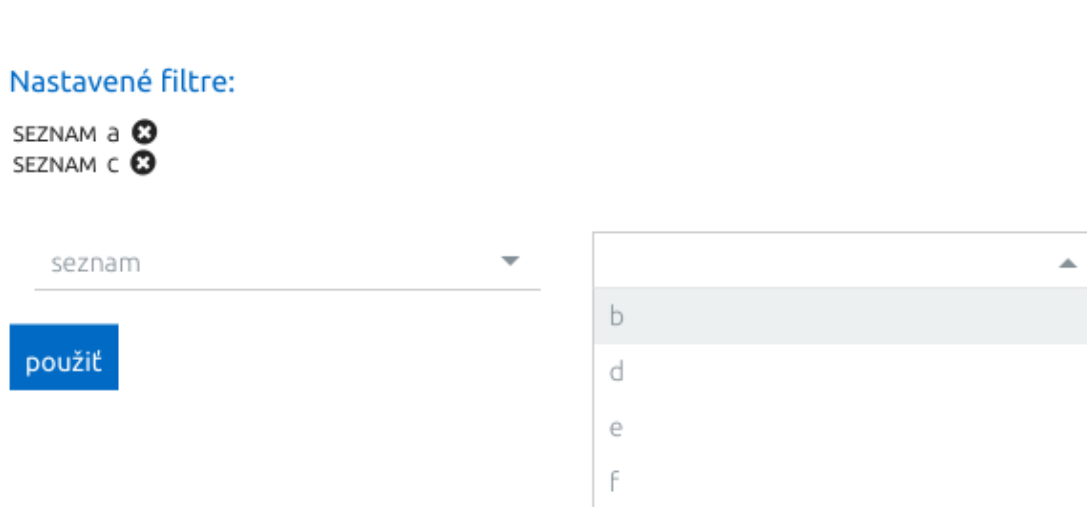 Nastavené filtre:
SEZNAM a
SEZNAM c
seznam
použiť
b
d
e
f